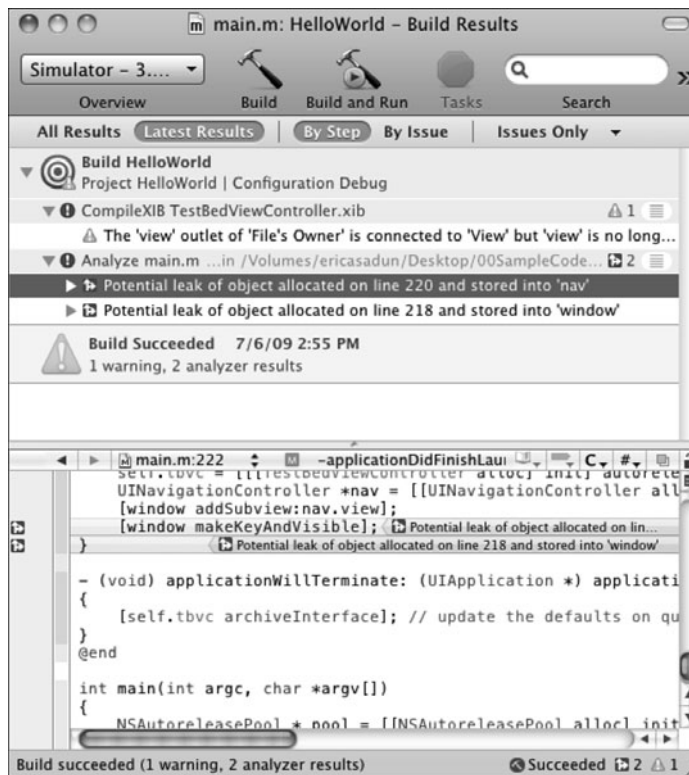 main.m: HelloWorld – Build Results
Simulator – 3....
Overview Build Build and Run Tasks Search
All Results Latest Results By Step By Issue Issues Only
Build HelloWorld
Project HelloWorld | Configuration Debug
CompileXIB TestBedViewController.xib 1
The 'view' outlet of 'File's Owner' is connected to 'View' but 'view' is no long...
Analyze main.m ...in /Volumes/ericasadun/Desktop/00SampleCode... 2
Potential leak of object allocated on line 220 and stored into 'nav'
Potential leak of object allocated on line 218 and stored into 'window'
Build Succeeded 7/6/09 2:55 PM
1 warning, 2 analyzer results
main.m:222 M -applicationDidFinishLau C #
self.tbvc = [[[TestBedViewController alloc] init] autorele
UINavigationController *nav = [[UINavigationController all
[window addSubview:nav.view];
[window makeKeyAndVisible]; Potential leak of object allocated on lin...
} Potential leak of object allocated on line 218 and stored into 'window'
- (void) applicationWillTerminate: (UIApplication *) applicati
{
[self.tbvc archiveInterface]; // update the defaults on qu
}
@end
int main(int argc, char *argv[])
{
NSAutoreleasePool * pool = [[NSAutoreleasePool alloc] init
Build succeeded (1 warning, 2 analyzer results) Succeeded 2 1